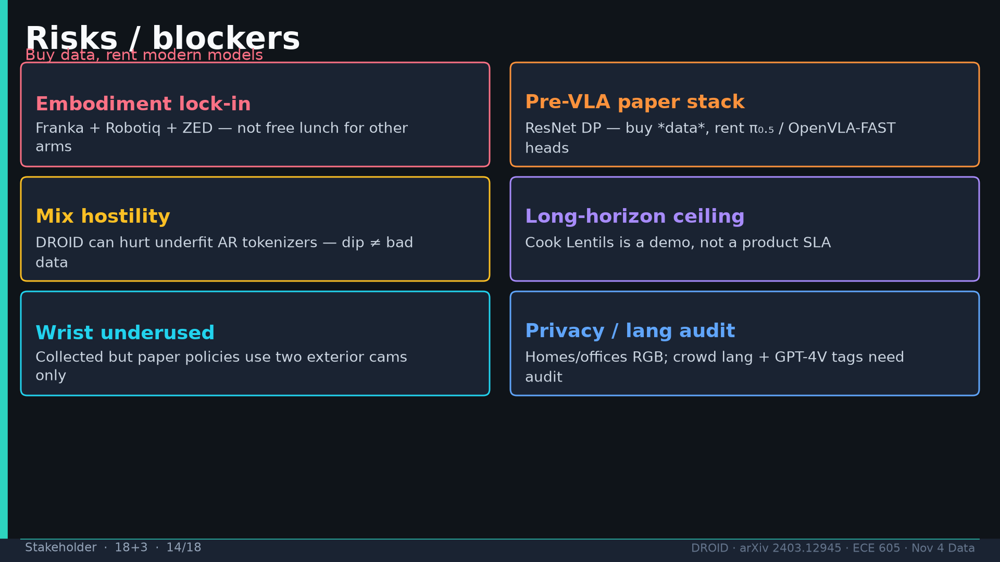 Risks / blockers
Buy data, rent modern models
Embodiment lock-in
Franka + Robotiq + ZED — not free lunch for other
arms
Pre-VLA paper stack
ResNet DP — buy *data*, rent π₀.₅ / OpenVLA-FAST
heads
Mix hostility
DROID can hurt underfit AR tokenizers — dip ≠ bad
data
Long-horizon ceiling
Cook Lentils is a demo, not a product SLA
Wrist underused
Collected but paper policies use two exterior cams
only
Privacy / lang audit
Homes/offices RGB; crowd lang + GPT-4V tags need
audit
Stakeholder · 18+3 · 14/18
DROID · arXiv 2403.12945 · ECE 605 · Nov 4 Data